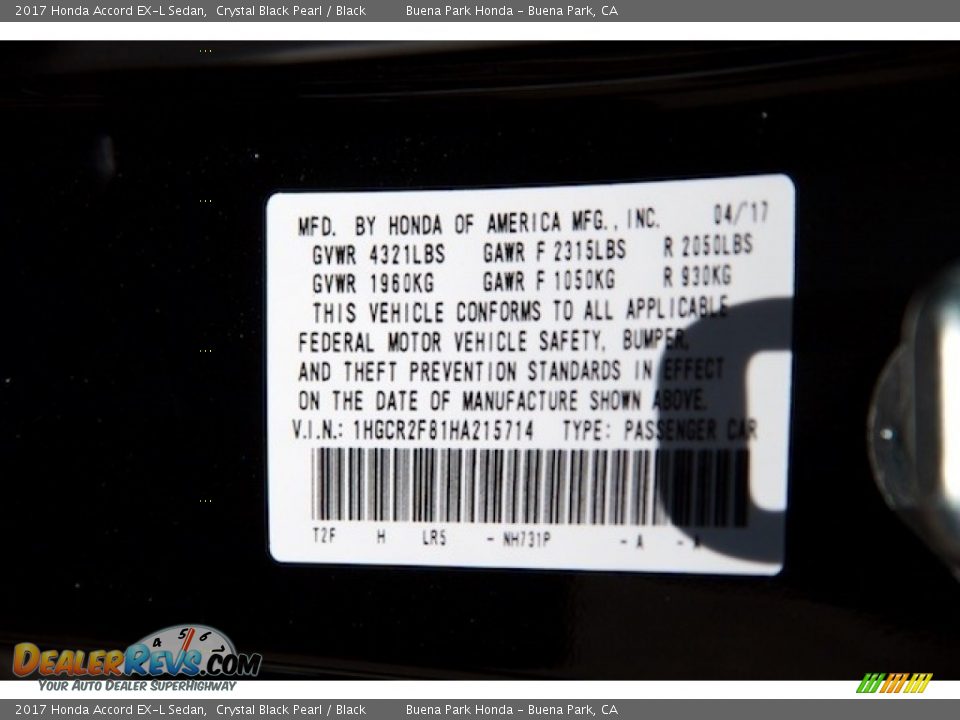 2017 Honda Accord EX-L Sedan, Crystal Black Pearl / Black Buena Park Honda - Buena Park, CA
MFD. BY HONDA OF AMERICA MFG., INC. 04/17
GVWR 4321LBS GAWR F 2315LBS R 2050LBS
GVWR 1960KG GAWR F 1050KG R 930KG
THIS VEHICLE CONFORMS TO ALL APPLICABLE
FEDERAL MOTOR VEHICLE SAFETY, BUMPER,
AND THEFT PREVENTION STANDARDS IN EFFECT
ON THE DATE OF MANUFACTURE SHOWN ABOVE.
V.I.N.: 1HGCR2F81HA215714 TYPE: PASSENGER CAR
T2F H LR5 - NH731P - A - A
4 5 6
DEALERREVS.COM
YOUR AUTO DEALER SUPERHIGHWAY
2017 Honda Accord EX-L Sedan, Crystal Black Pearl / Black Buena Park Honda - Buena Park, CA